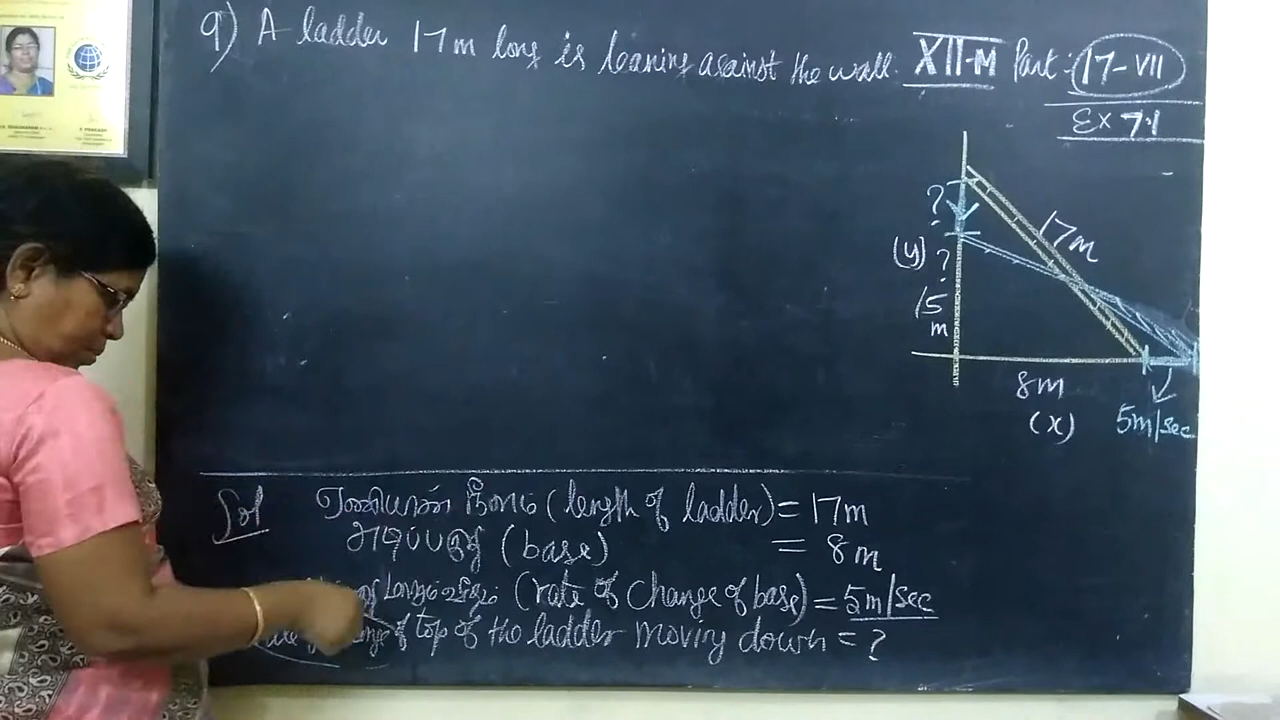 9) A ladder 17m long is leaning against the wall. XII-M Part: 17-VII
Ex 7.1
?
17m
(y) ?
15
m
8m
(x) 5m/sec
Sol ஏணியின் நீளம் (length of ladder) = 17m
அடிப்பகுதி (base) = 8m
மாறும் வீதம் (rate of change of base) = 5m/sec
of top of the ladder moving down = ?